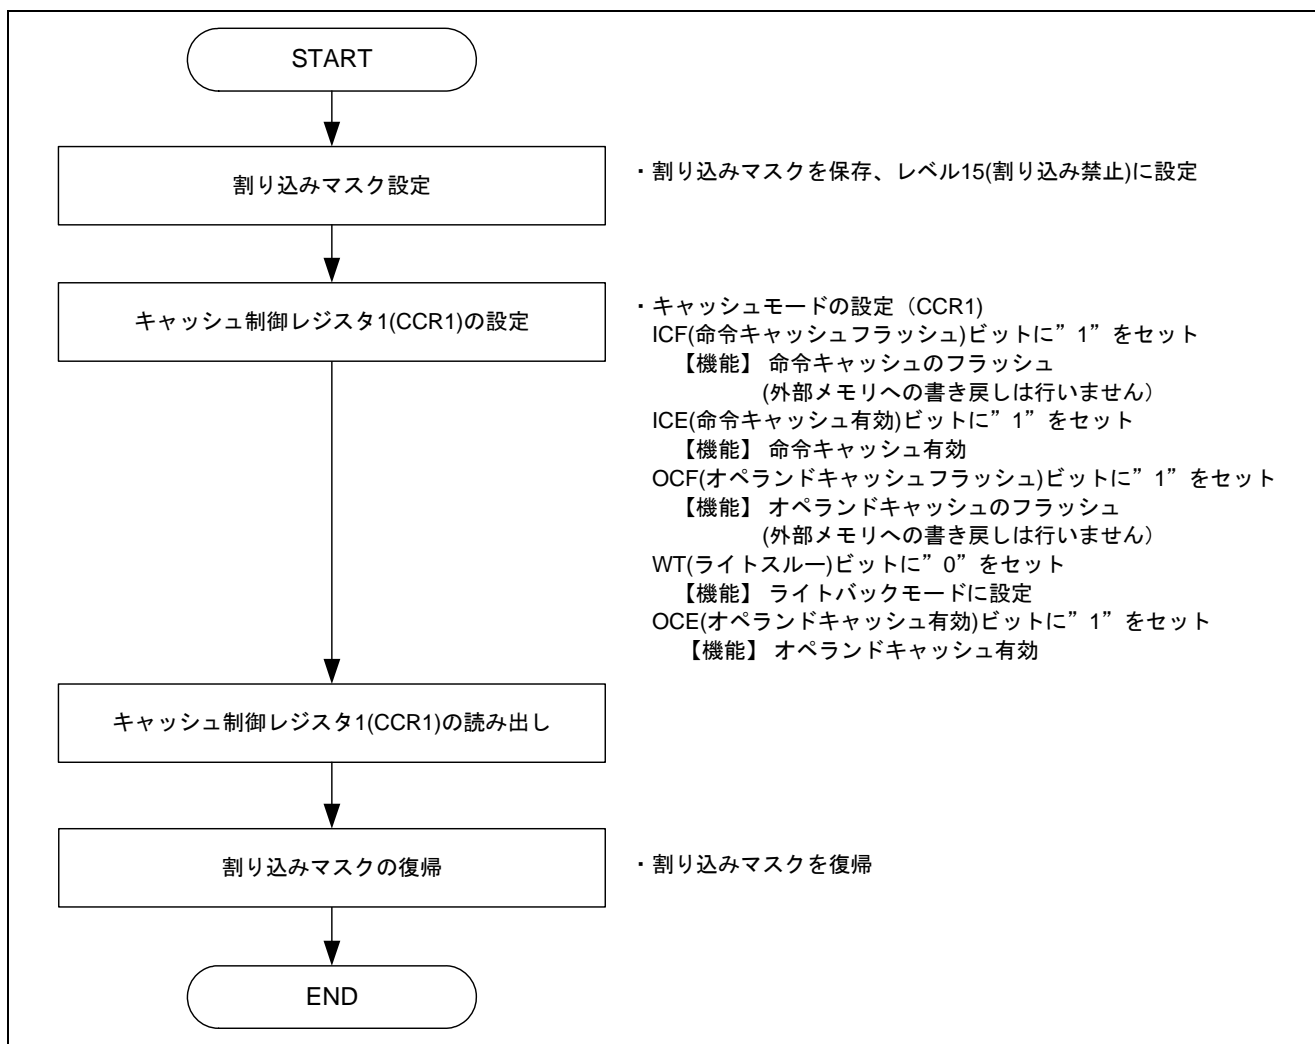 START
割り込みマスク設定
・割り込みマスクを保存、レベル15(割り込み禁止)に設定
キャッシュ制御レジスタ1(CCR1)の設定
・キャッシュモードの設定（CCR1)
ICF(命令キャッシュフラッシュ)ビットに”1”をセット
【機能】 命令キャッシュのフラッシュ
(外部メモリへの書き戻しは行いません）
ICE(命令キャッシュ有効)ビットに”1”をセット
【機能】 命令キャッシュ有効
OCF(オペランドキャッシュフラッシュ)ビットに”1”をセット
【機能】 オペランドキャッシュのフラッシュ
(外部メモリへの書き戻しは行いません）
WT(ライトスルー)ビットに”0”をセット
【機能】 ライトバックモードに設定
OCE(オペランドキャッシュ有効)ビットに”1”をセット
【機能】 オペランドキャッシュ有効
キャッシュ制御レジスタ1(CCR1)の読み出し
割り込みマスクの復帰
・割り込みマスクを復帰
END